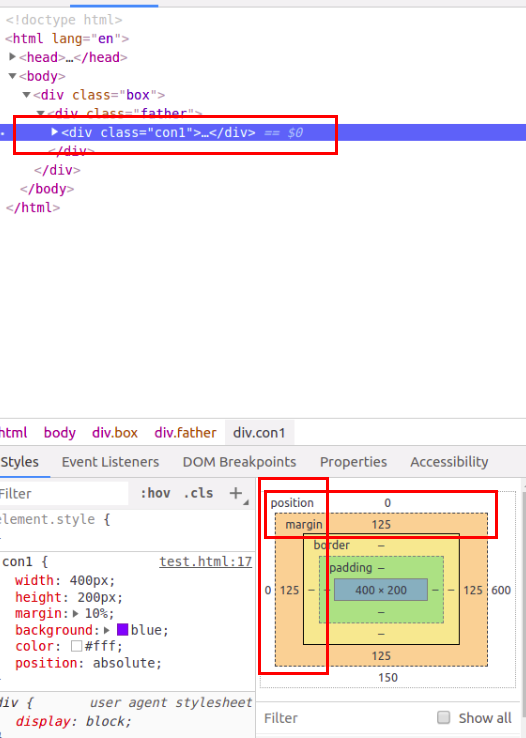 <!doctype html>
<html lang="en">
<head>…</head>
<body>
<div class="box">
<div class="father">
<div class="con1">…</div> == $0
</div>
</div>
</body>
</html>
html body div.box div.father div.con1
Styles Event Listeners DOM Breakpoints Properties Accessibility
Filter :hov .cls +
element.style {
con1 { test.html:17
width: 400px;
height: 200px;
margin: 10%;
background: blue;
color: #fff;
position: absolute;
div { user agent stylesheet
display: block;
position 0
margin 125
border –
padding –
0 125 – – 400 × 200 – – 125 600
–
–
125
150
Filter Show all